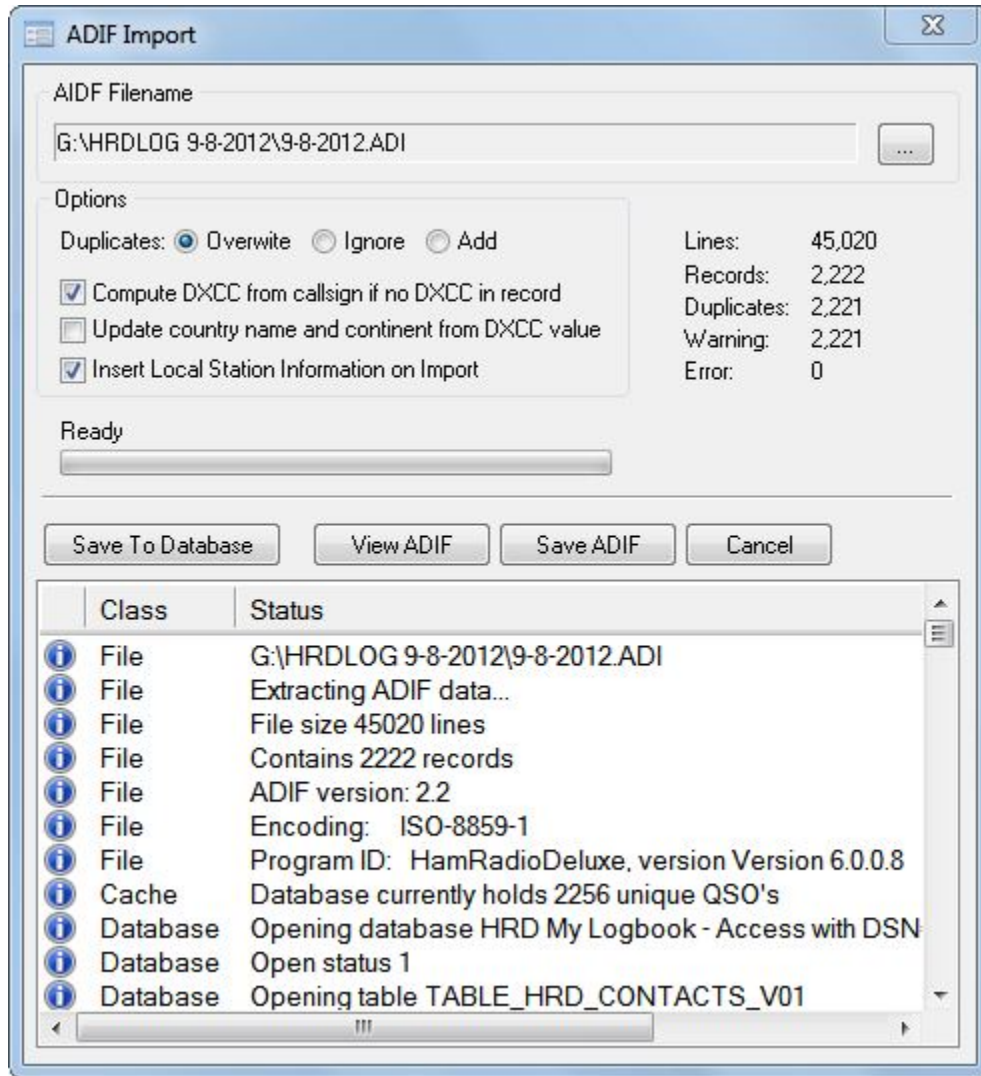 ADIF Import
AIDF Filename
G:\HRDLOG 9-8-2012\9-8-2012.ADI
...
Options
Duplicates: Overwite Ignore Add
Compute DXCC from callsign if no DXCC in record
Update country name and continent from DXCC value
Insert Local Station Information on Import
Lines: 45,020
Records: 2,222
Duplicates: 2,221
Warning: 2,221
Error: 0
Ready
Save To Database View ADIF Save ADIF Cancel
Class Status
File G:\HRDLOG 9-8-2012\9-8-2012.ADI
File Extracting ADIF data...
File File size 45020 lines
File Contains 2222 records
File ADIF version: 2.2
File Encoding: ISO-8859-1
File Program ID: HamRadioDeluxe, version Version 6.0.0.8
Cache Database currently holds 2256 unique QSO's
Database Opening database HRD My Logbook - Access with DSN
Database Open status 1
Database Opening table TABLE_HRD_CONTACTS_V01